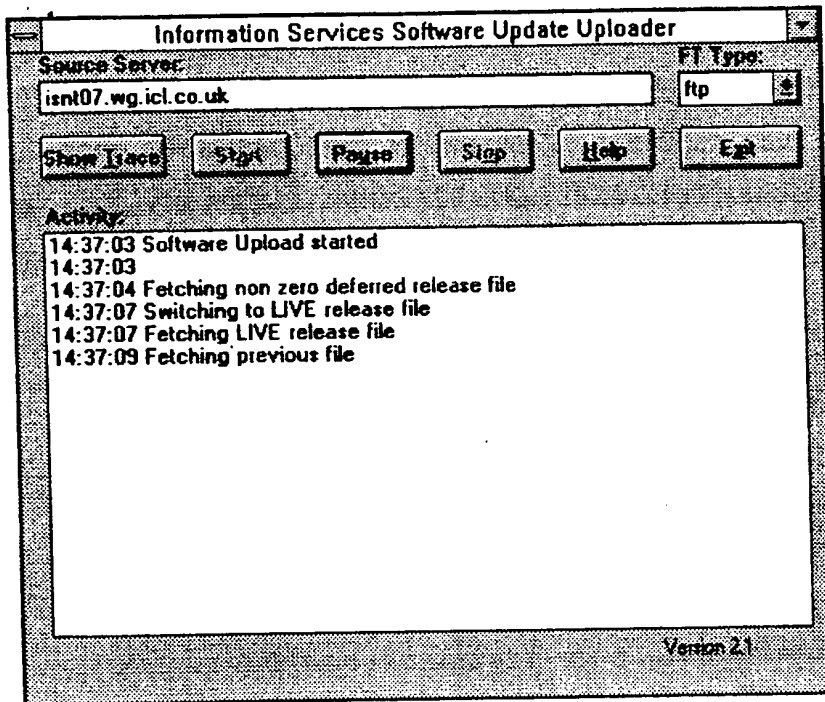 Information Services Software Update Uploader
Source Server:
FT Type:
isnt07.wg.icl.co.uk
ftp
Show Trace
Start
Pause
Stop
Help
Exit
Activity:
14:37:03 Software Upload started
14:37:03
14:37:04 Fetching non zero deferred release file
14:37:07 Switching to LIVE release file
14:37:07 Fetching LIVE release file
14:37:09 Fetching previous file
Version 2.1